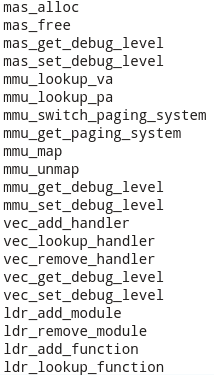 mas_alloc
mas_free
mas_get_debug_level
mas_set_debug_level
mmu_lookup_va
mmu_lookup_pa
mmu_switch_paging_system
mmu_get_paging_system
mmu_map
mmu_unmap
mmu_get_debug_level
mmu_set_debug_level
vec_add_handler
vec_lookup_handler
vec_remove_handler
vec_get_debug_level
vec_set_debug_level
ldr_add_module
ldr_remove_module
ldr_add_function
ldr_lookup_function